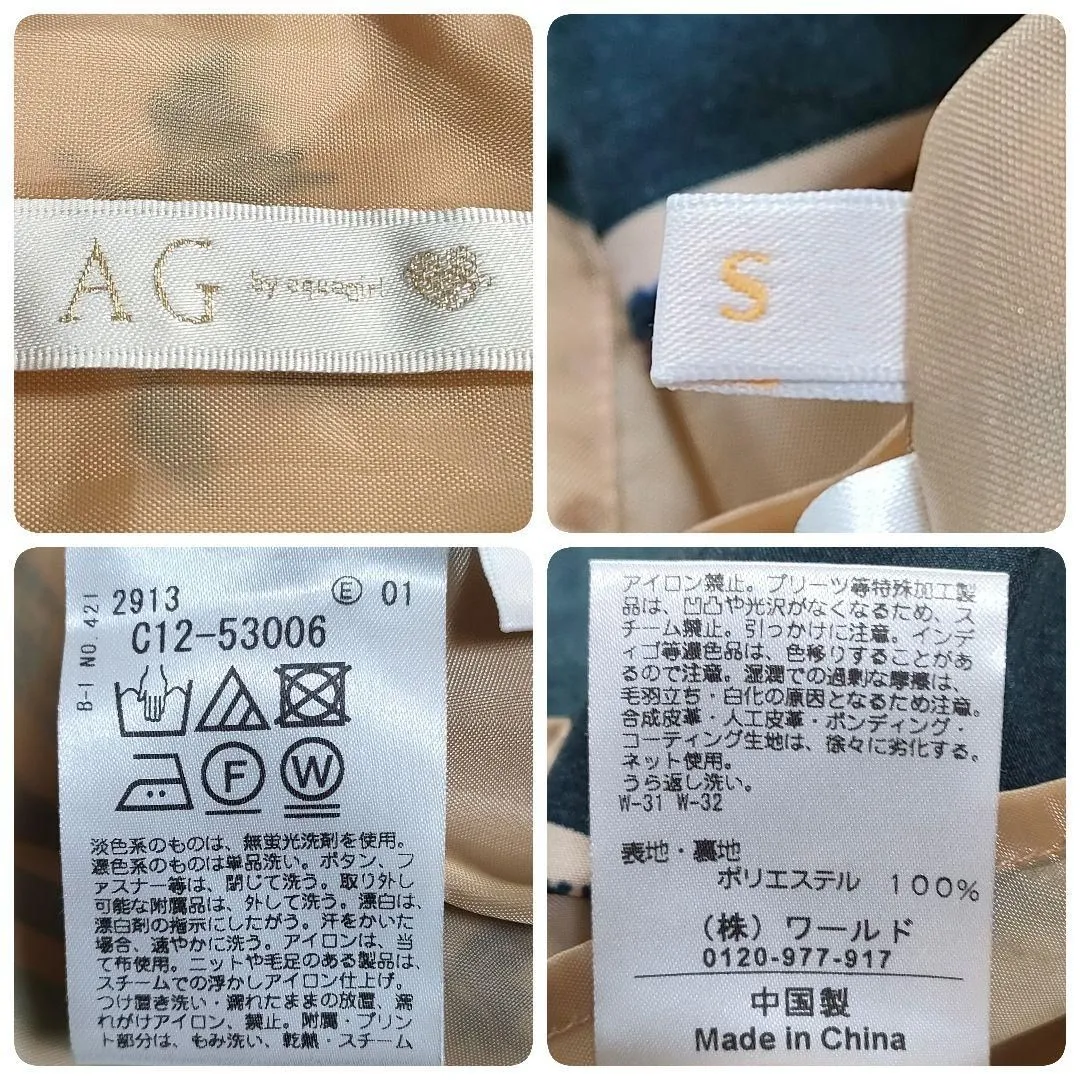 AG by aquagirl
S
B-1 NO.421
2913 Ⓔ 01
C12-53006
F W
淡色系のものは、無蛍光洗剤を使用。
濃色系のものは単品洗い。ボタン、フ
ァスナー等は、閉じて洗う。取り外し
可能な附属品は、外して洗う。漂白は、
漂白剤の指示にしたがう。汗をかいた
場合、速やかに洗う。アイロンは、当
て布使用。ニットや毛足のある製品は、
スチームでの浮かしアイロン仕上げ。
つけ置き洗い・濡れたままの放置、濡
れがけアイロン、禁止。附属・プリン
ト部分は、もみ洗い、乾熱・スチーム
アイロン禁止。プリーツ等特殊加工製
品は、凹凸や光沢がなくなるため、ス
チーム禁止。引っかけに注意。インデ
ィゴ等濃色品は、色移りすることがあ
るので注意。湿潤での過剰な摩擦は、
毛羽立ち・白化の原因となるため注意。
合成皮革・人工皮革・ボンディング・
コーティング生地は、徐々に劣化する。
ネット使用。
うら返し洗い。
W-31 W-32
表地・裏地
ポリエステル 100%
(株)ワールド
0120-977-917
中国製
Made in China